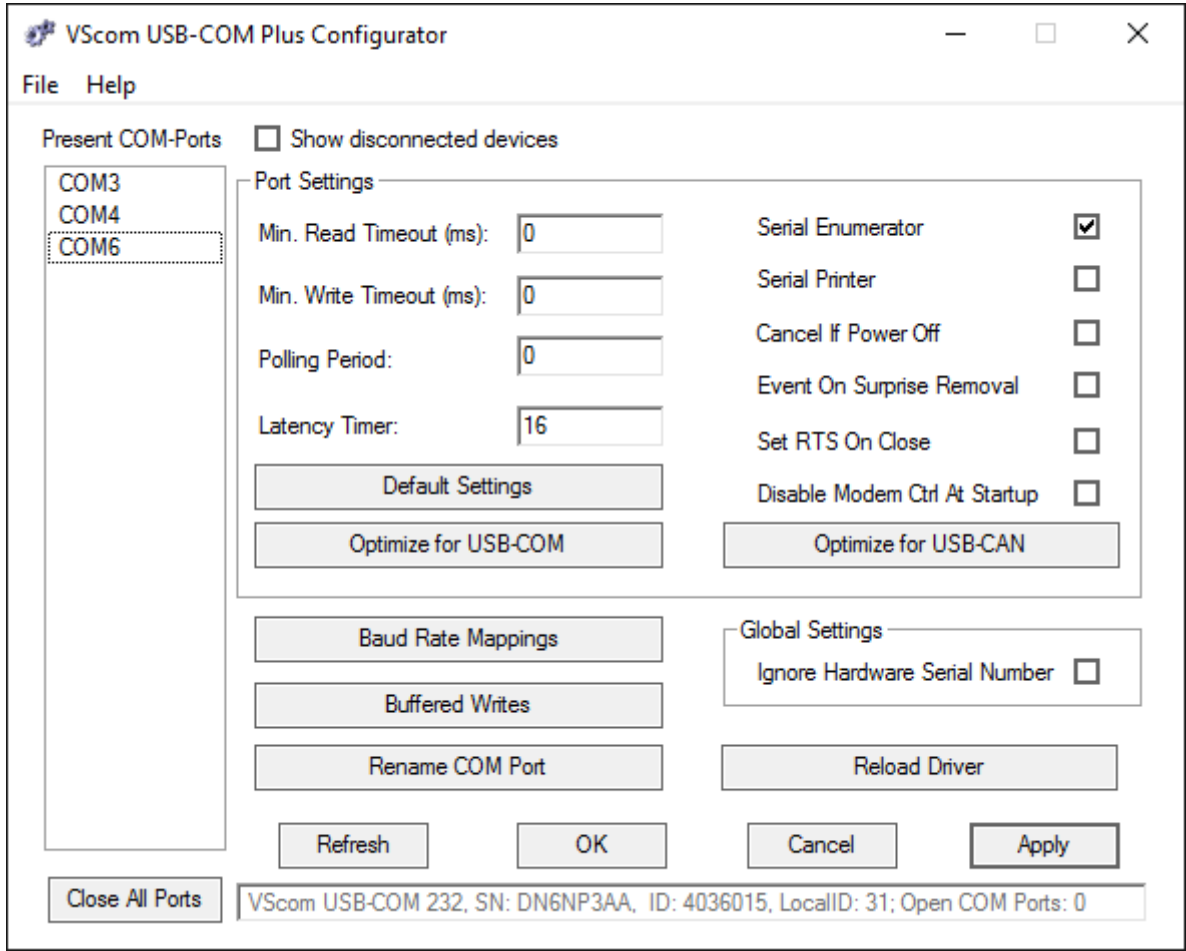 VScom USB-COM Plus Configurator
File Help
Present COM-Ports
Show disconnected devices
COM3
COM4
COM6
Port Settings
Min. Read Timeout (ms): 0
Min. Write Timeout (ms): 0
Polling Period: 0
Latency Timer: 16
Default Settings
Optimize for USB-COM
Serial Enumerator
Serial Printer
Cancel If Power Off
Event On Surprise Removal
Set RTS On Close
Disable Modem Ctrl At Startup
Optimize for USB-CAN
Baud Rate Mappings
Buffered Writes
Rename COM Port
Global Settings
Ignore Hardware Serial Number
Reload Driver
Refresh
OK
Cancel
Apply
Close All Ports
VScom USB-COM 232, SN: DN6NP3AA, ID: 4036015, LocalID: 31; Open COM Ports: 0